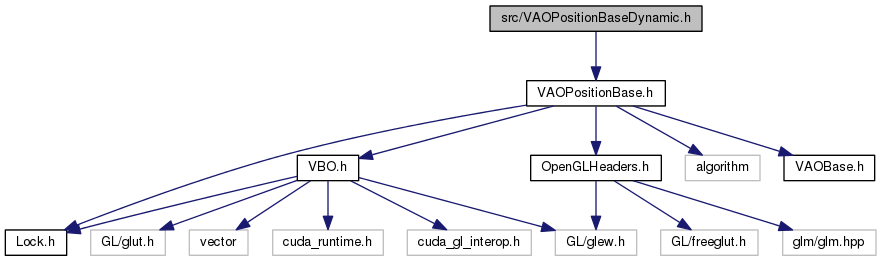 src/VAOPositionBaseDynamic.h
VAOPositionBase.h
VBO.h
OpenGLHeaders.h
algorithm
VAOBase.h
Lock.h
GL/glut.h
vector
cuda_runtime.h
cuda_gl_interop.h
GL/glew.h
GL/freeglut.h
glm/glm.hpp